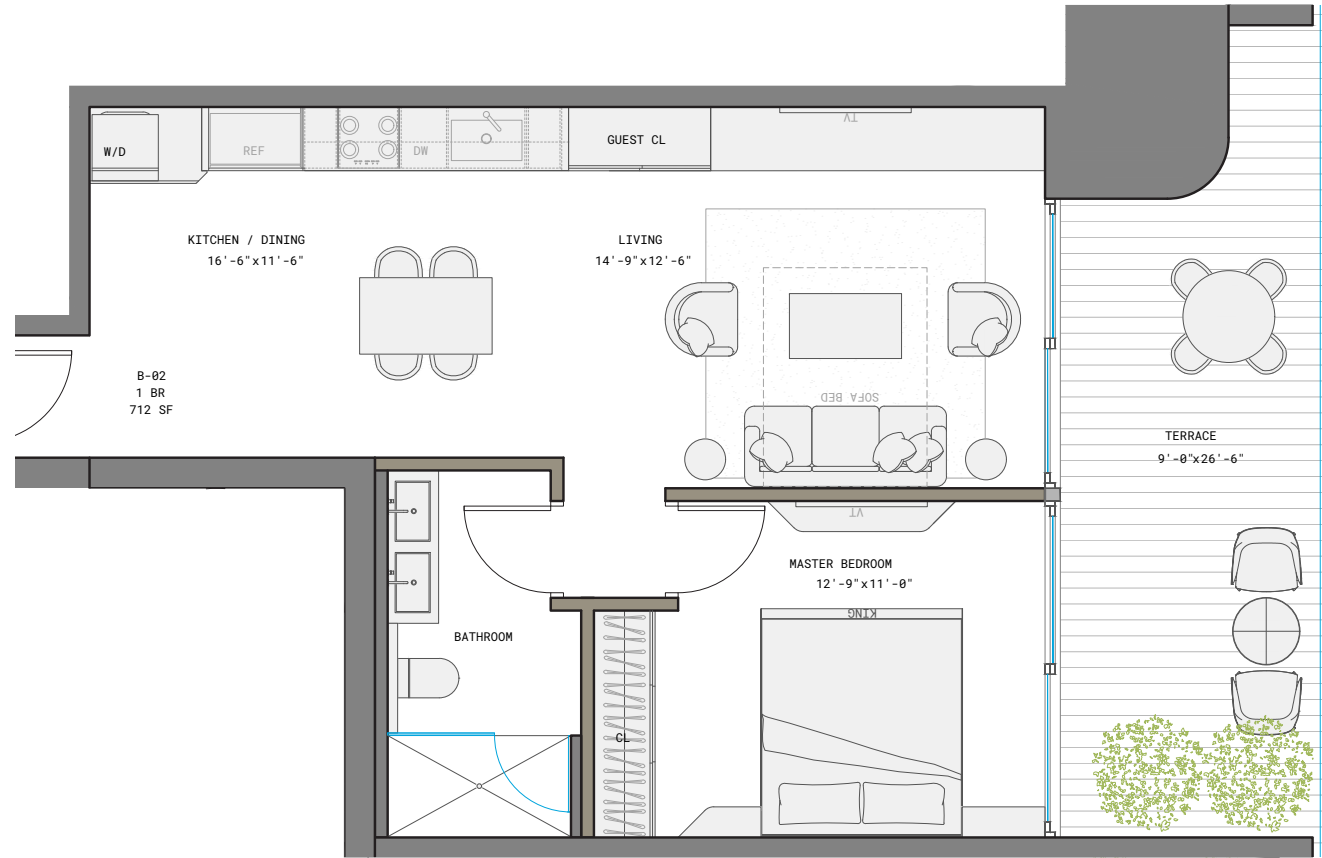 W/D
REF
DW
GUEST CL
TV
KITCHEN / DINING
16'-6"x11'-6"
LIVING
14'-9"x12'-6"
B-02
1 BR
712 SF
SOFA BED
TERRACE
9'-0"x26'-6"
TV
MASTER BEDROOM
12'-9"x11'-0"
KING
BATHROOM
CL